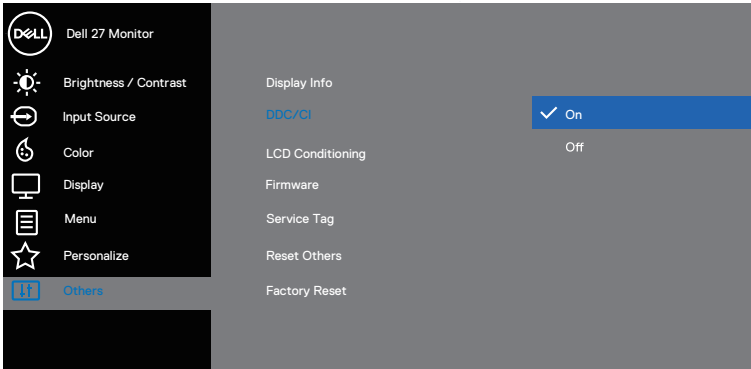 DELL
Dell 27 Monitor
Brightness / Contrast
Input Source
Color
Display
Menu
Personalize
Others
Display Info
DDC/CI
LCD Conditioning
Firmware
Service Tag
Reset Others
Factory Reset
On
Off